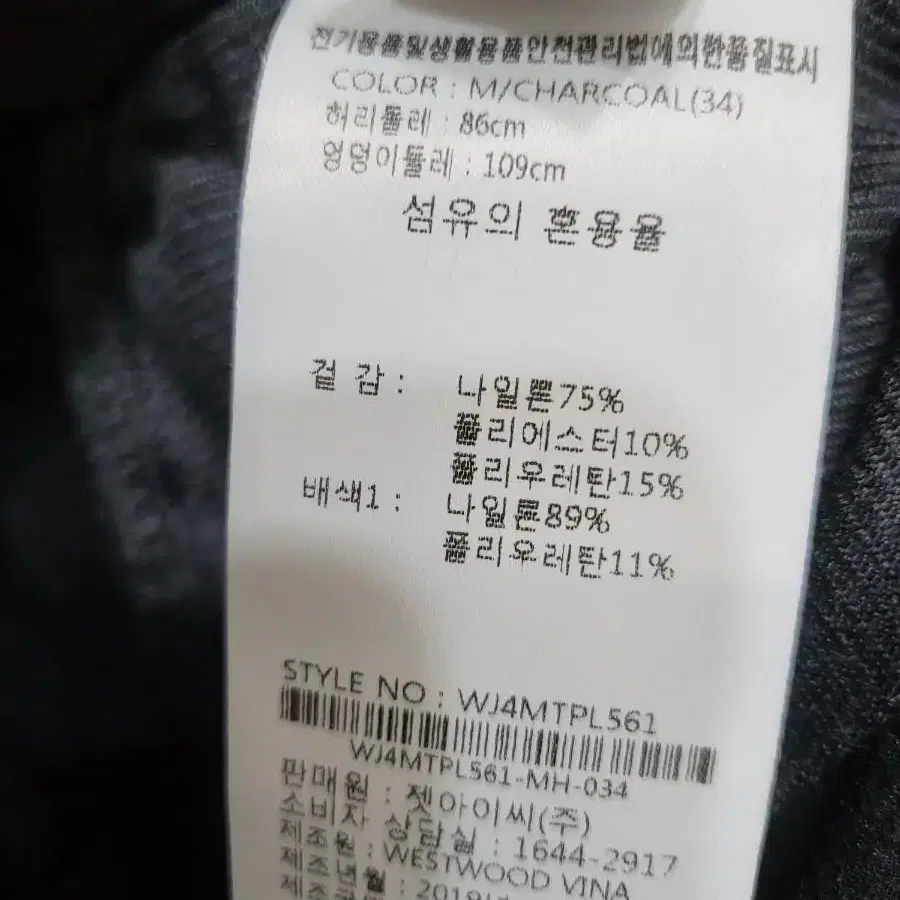 전기용품및생활용품안전관리법에의한품질표시
COLOR : M/CHARCOAL(34)
허리둘레 : 86cm
엉덩이둘레 : 109cm
섬유의 혼용율
겉 감 : 나일론75%
폴리에스터10%
폴리우레탄15%
배색1 : 나일론89%
폴리우레탄11%
STYLE NO : WJ4MTPL561
WJ4MTPL561-MH-034
판매원 : 젯아이씨(주)
소비자 상담실 : 1644-2917
제조원 : WESTWOOD VINA
제조년월 : 2019